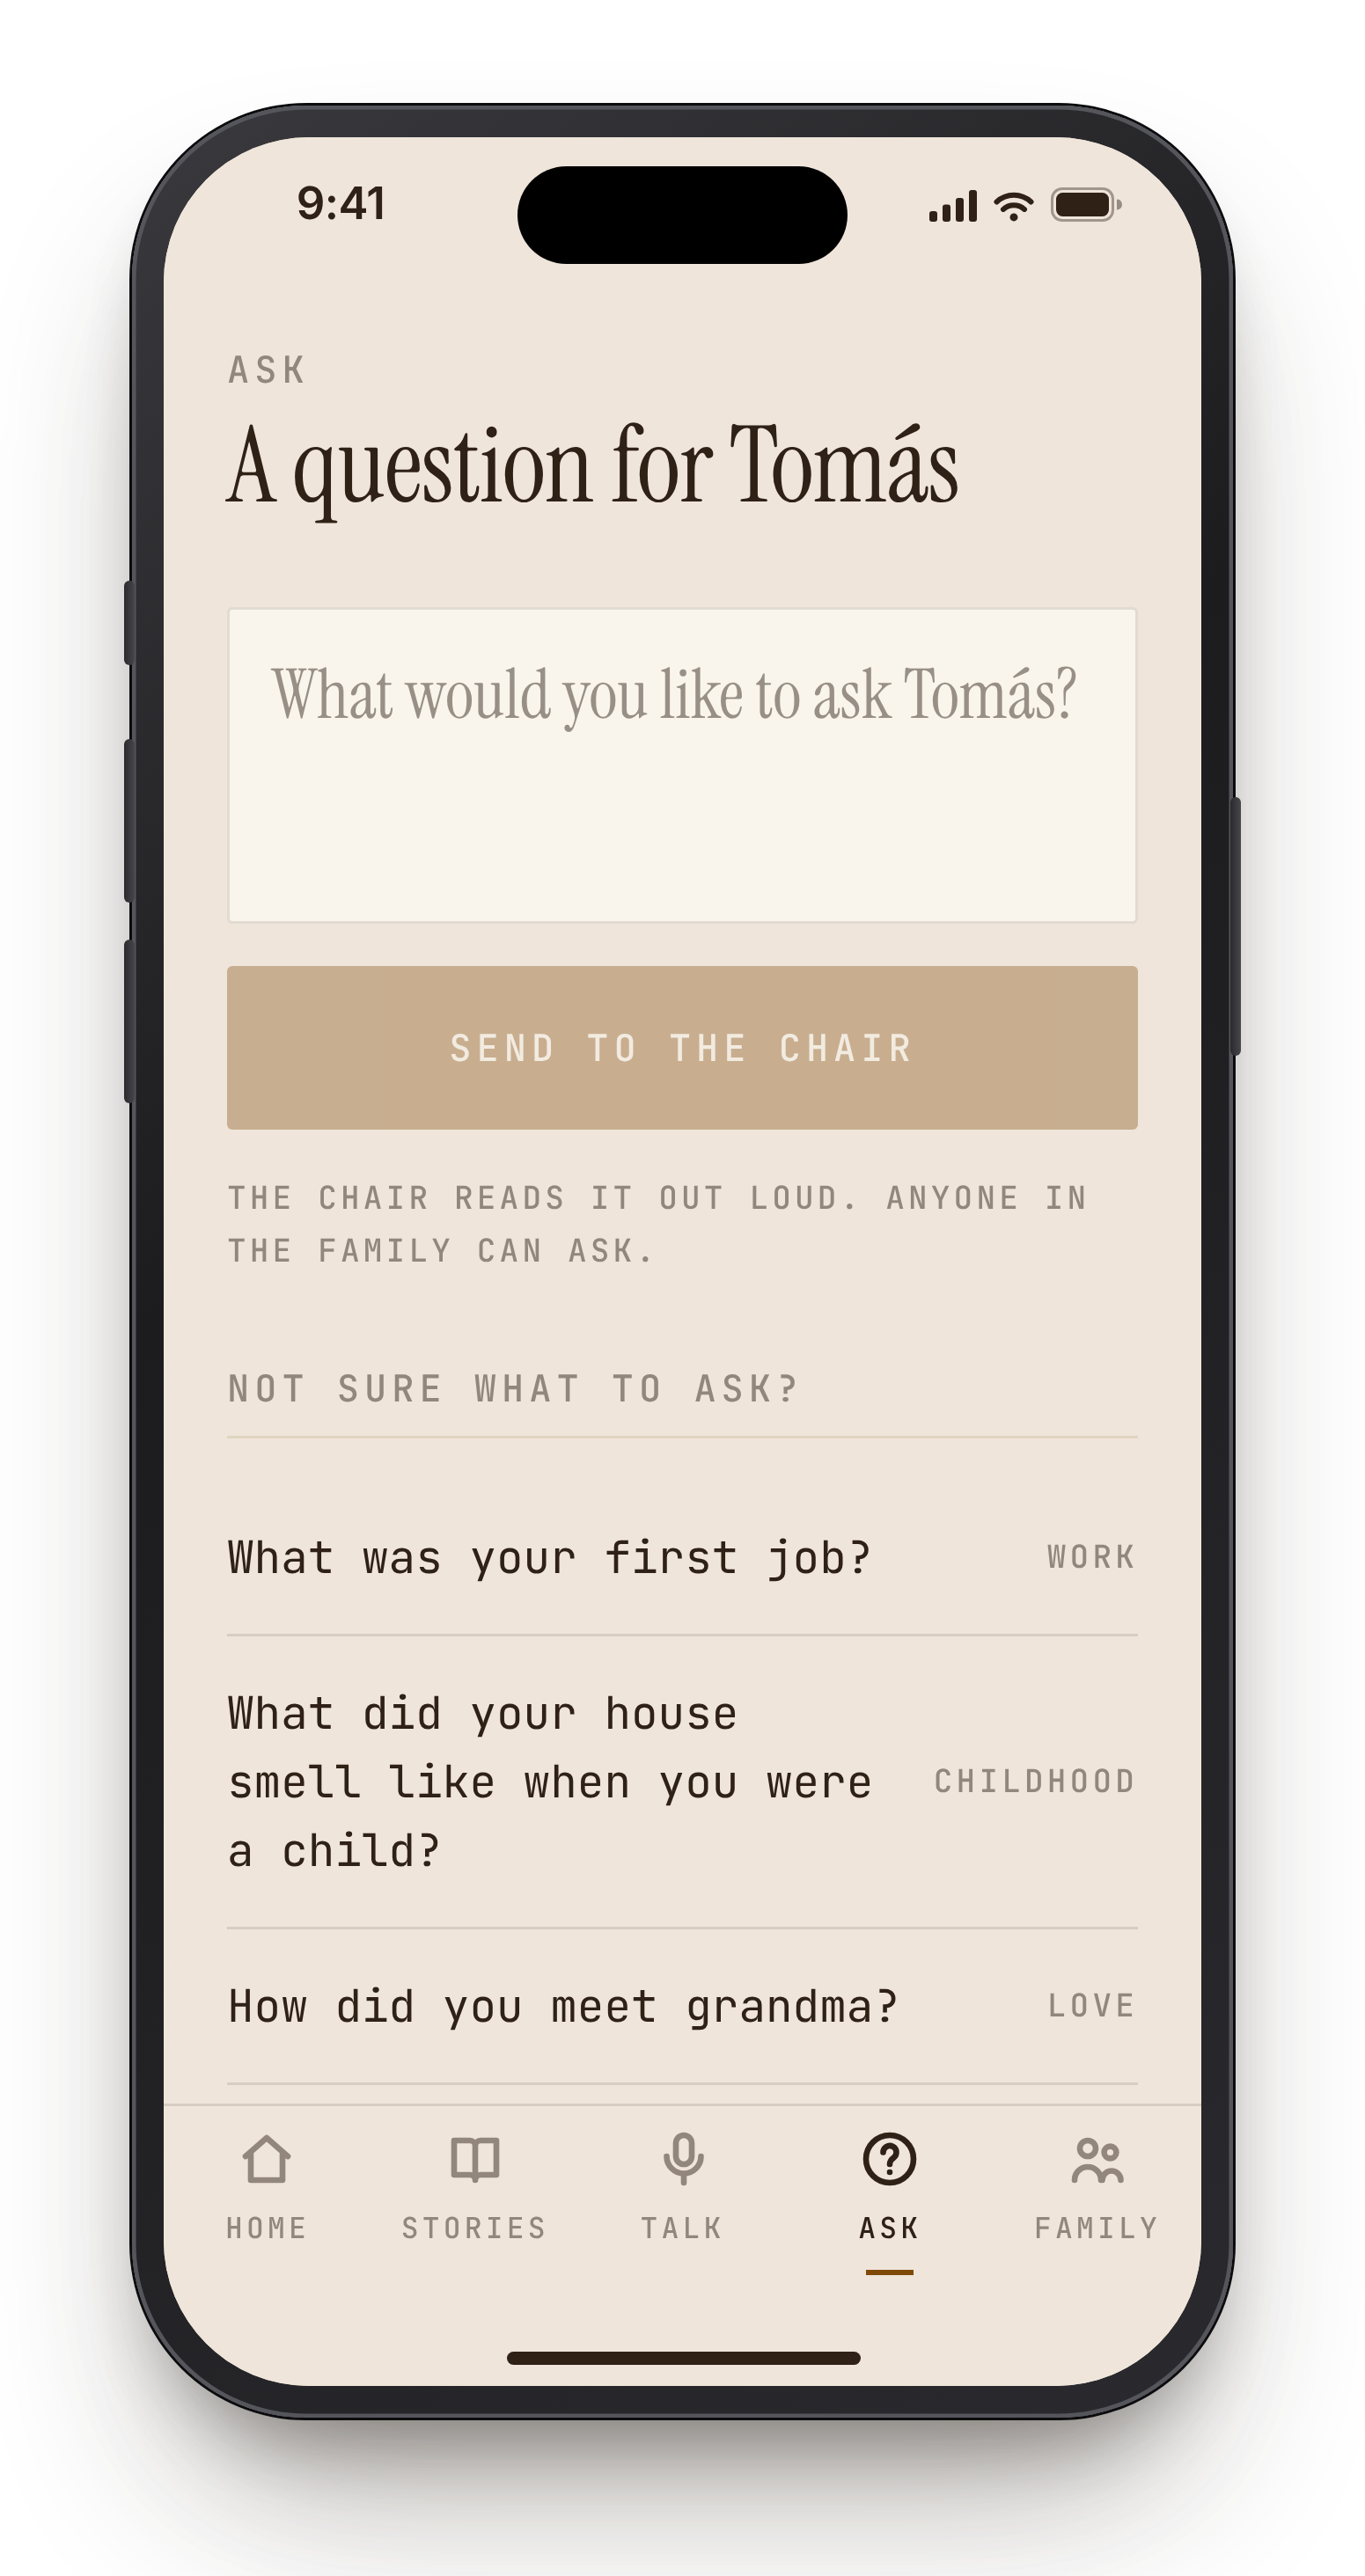 9:41
ASK
A question for Tomás
What would you like to ask Tomás?
SEND TO THE CHAIR
THE CHAIR READS IT OUT LOUD. ANYONE IN
THE FAMILY CAN ASK.
NOT SURE WHAT TO ASK?
What was your first job?
WORK
What did your house
smell like when you were
a child?
CHILDHOOD
How did you meet grandma?
LOVE
HOME
STORIES
TALK
ASK
FAMILY